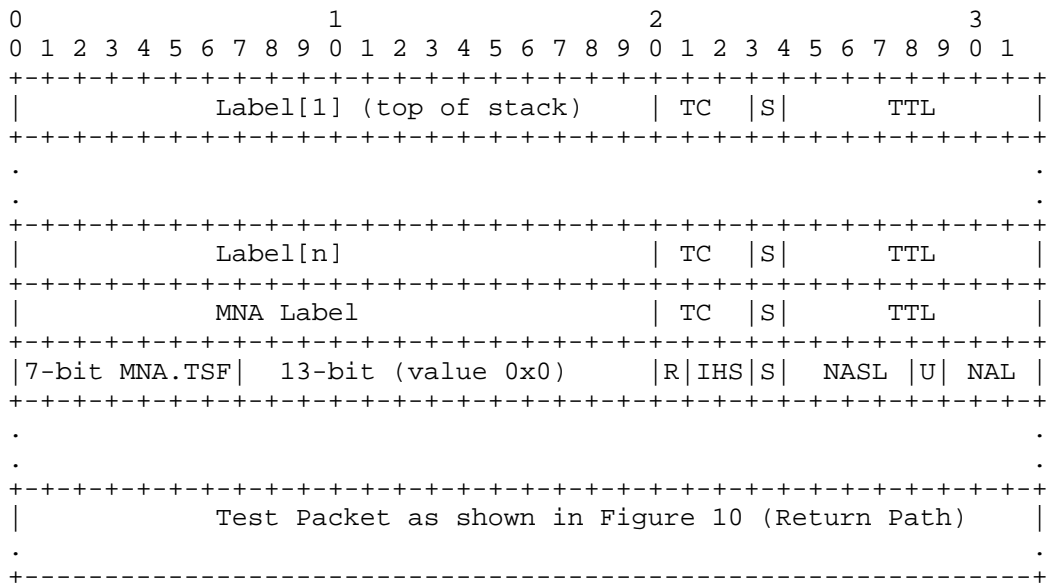 0                   1                   2                   3
0 1 2 3 4 5 6 7 8 9 0 1 2 3 4 5 6 7 8 9 0 1 2 3 4 5 6 7 8 9 0 1
+-+-+-+-+-+-+-+-+-+-+-+-+-+-+-+-+-+-+-+-+-+-+-+-+-+-+-+-+-+-+-+-+
|            Label[1] (top of stack)    | TC  |S|      TTL      |
+-+-+-+-+-+-+-+-+-+-+-+-+-+-+-+-+-+-+-+-+-+-+-+-+-+-+-+-+-+-+-+-+
.                                                               .
.                                                               .
+-+-+-+-+-+-+-+-+-+-+-+-+-+-+-+-+-+-+-+-+-+-+-+-+-+-+-+-+-+-+-+-+
|            Label[n]                   | TC  |S|      TTL      |
+-+-+-+-+-+-+-+-+-+-+-+-+-+-+-+-+-+-+-+-+-+-+-+-+-+-+-+-+-+-+-+-+
|            MNA Label                  | TC  |S|      TTL      |
+-+-+-+-+-+-+-+-+-+-+-+-+-+-+-+-+-+-+-+-+-+-+-+-+-+-+-+-+-+-+-+-+
|7-bit MNA.TSF|  13-bit (value 0x0)     |R|IHS|S|  NASL |U| NAL |
+-+-+-+-+-+-+-+-+-+-+-+-+-+-+-+-+-+-+-+-+-+-+-+-+-+-+-+-+-+-+-+-+
.                                                               .
.                                                               .
+-+-+-+-+-+-+-+-+-+-+-+-+-+-+-+-+-+-+-+-+-+-+-+-+-+-+-+-+-+-+-+-+
|            Test Packet as shown in Figure 10 (Return Path)    |
.                                                               .
+---------------------------------------------------------------+